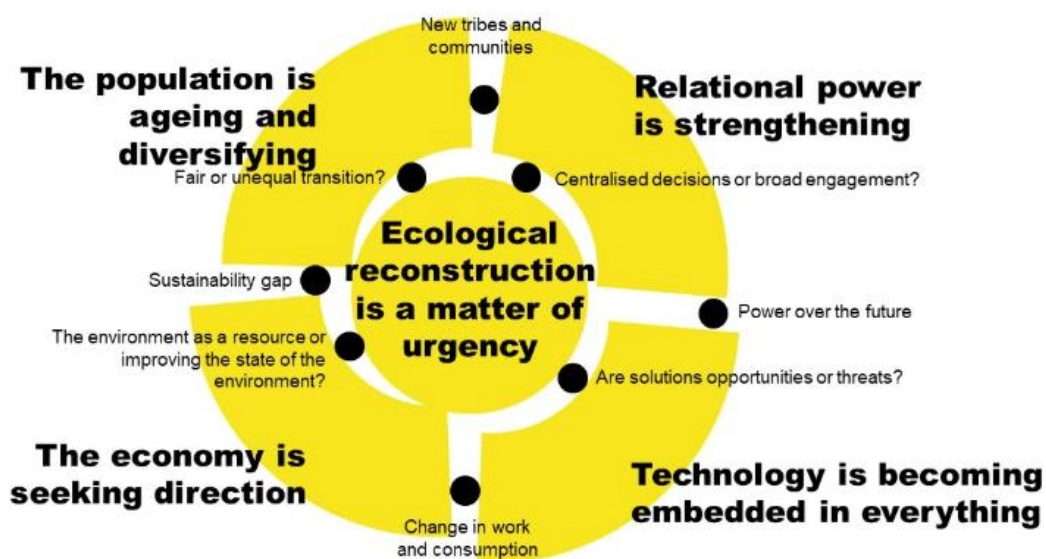 New tribes and
communities
The population is
ageing and
diversifying
Relational power
is strengthening
Fair or unequal transition?
Centralised decisions or broad engagement?
Ecological
reconstruction
is a matter of
urgency
Sustainability gap
Power over the future
The environment as a resource or
improving the state of the
environment?
Are solutions opportunities or threats?
The economy is
seeking direction
Technology is becoming
embedded in everything
Change in work
and consumption